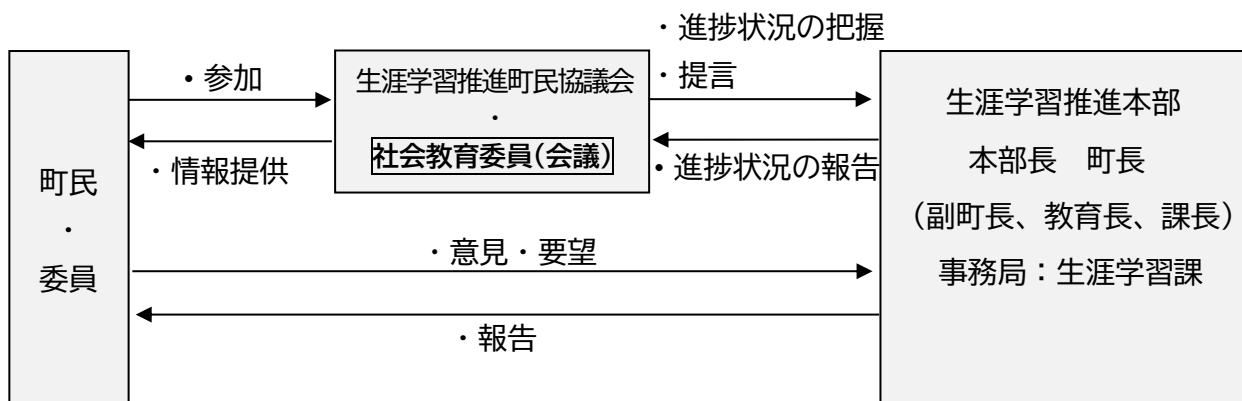 ・進捗状況の把握
・提言
・参加
生涯学習推進町民協議会
・
社会教育委員(会議)
・情報提供
・進捗状況の報告
町民
・
委員
・意見・要望
・報告
生涯学習推進本部
本部長　町長
（副町長、教育長、課長）
事務局：生涯学習課